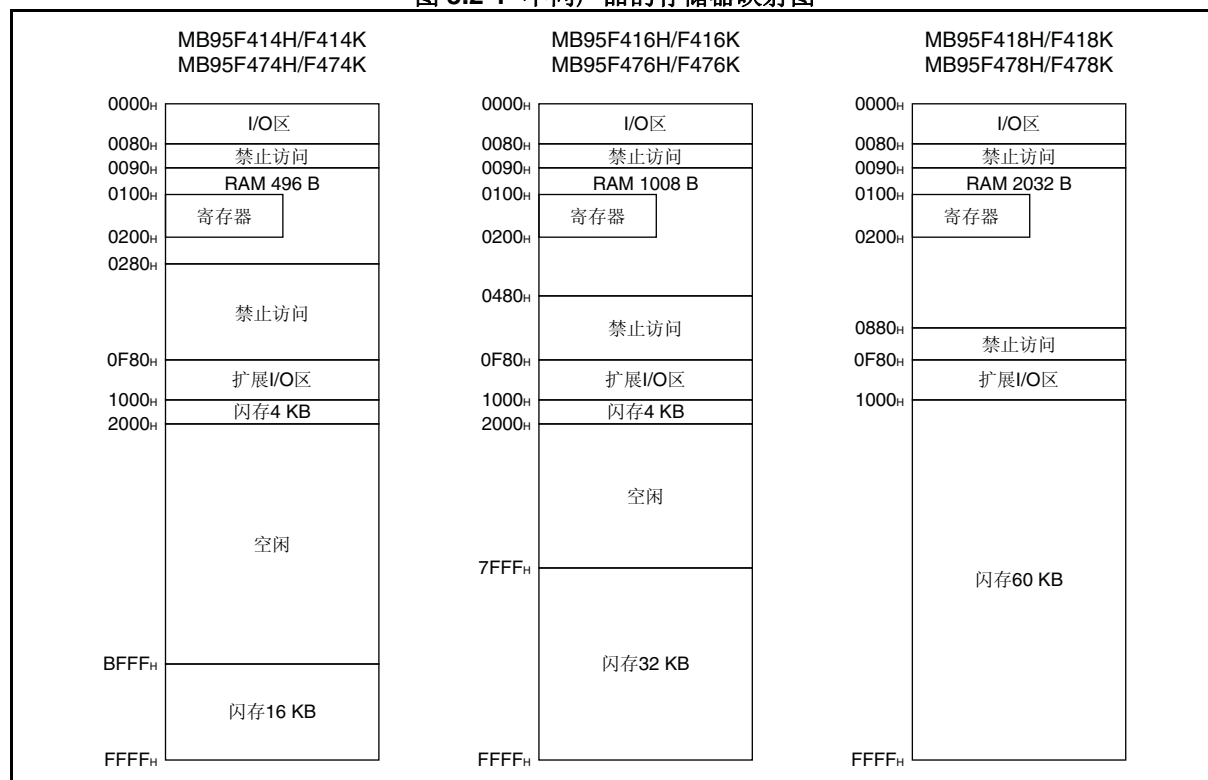 MB95F414H/F414K
MB95F474H/F474K
0000H
I/O区
0080H
禁止访问
0090H
RAM 496 B
0100H
寄存器
0200H
0280H
禁止访问
0F80H
扩展I/O区
1000H
闪存4 KB
2000H
空闲
BFFFH
闪存16 KB
FFFFH
MB95F416H/F416K
MB95F476H/F476K
0000H
I/O区
0080H
禁止访问
0090H
RAM 1008 B
0100H
寄存器
0200H
0480H
禁止访问
0F80H
扩展I/O区
1000H
闪存4 KB
2000H
空闲
7FFFH
闪存32 KB
FFFFH
MB95F418H/F418K
MB95F478H/F478K
0000H
I/O区
0080H
禁止访问
0090H
RAM 2032 B
0100H
寄存器
0200H
0880H
禁止访问
0F80H
扩展I/O区
1000H
闪存60 KB
FFFFH